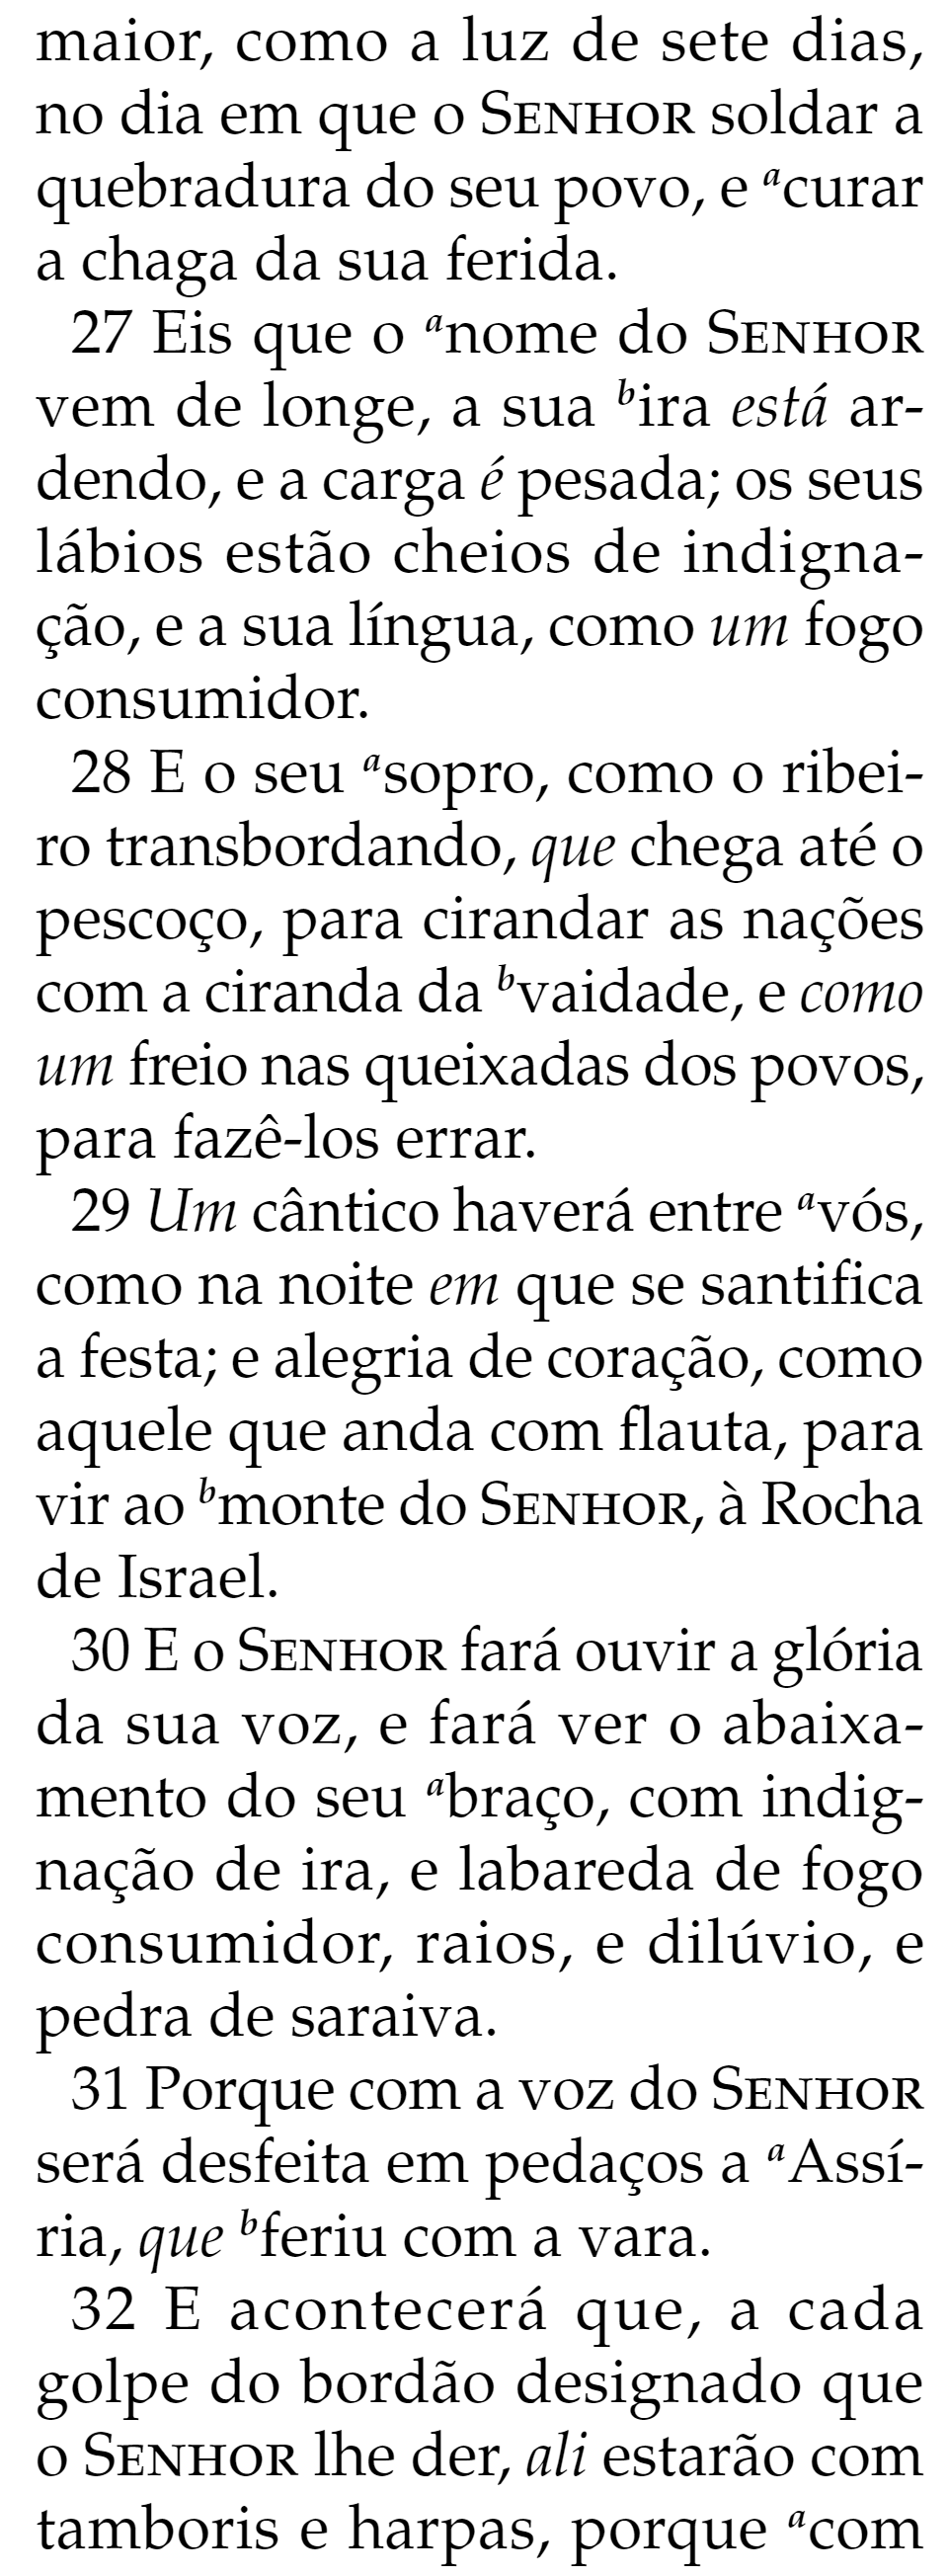 maior, como a luz de sete dias,
no dia em que o SENHOR soldar a
quebradura do seu povo, e ᵃcurar
a chaga da sua ferida.
27 Eis que o ᵃnome do SENHOR
vem de longe, a sua ᵇira está ar-
dendo, e a carga é pesada; os seus
lábios estão cheios de indigna-
ção, e a sua língua, como um fogo
consumidor.
28 E o seu ᵃsopro, como o ribei-
ro transbordando, que chega até o
pescoço, para cirandar as nações
com a ciranda da ᵇvaidade, e como
um freio nas queixadas dos povos,
para fazê-los errar.
29 Um cântico haverá entre ᵃvós,
como na noite em que se santifica
a festa; e alegria de coração, como
aquele que anda com flauta, para
vir ao ᵇmonte do SENHOR, à Rocha
de Israel.
30 E o SENHOR fará ouvir a glória
da sua voz, e fará ver o abaixa-
mento do seu ᵃbraço, com indig-
nação de ira, e labareda de fogo
consumidor, raios, e dilúvio, e
pedra de saraiva.
31 Porque com a voz do SENHOR
será desfeita em pedaços a ᵃAssí-
ria, que ᵇferiu com a vara.
32 E acontecerá que, a cada
golpe do bordão designado que
o SENHOR lhe der, ali estarão com
tamboris e harpas, porque ᵃcom